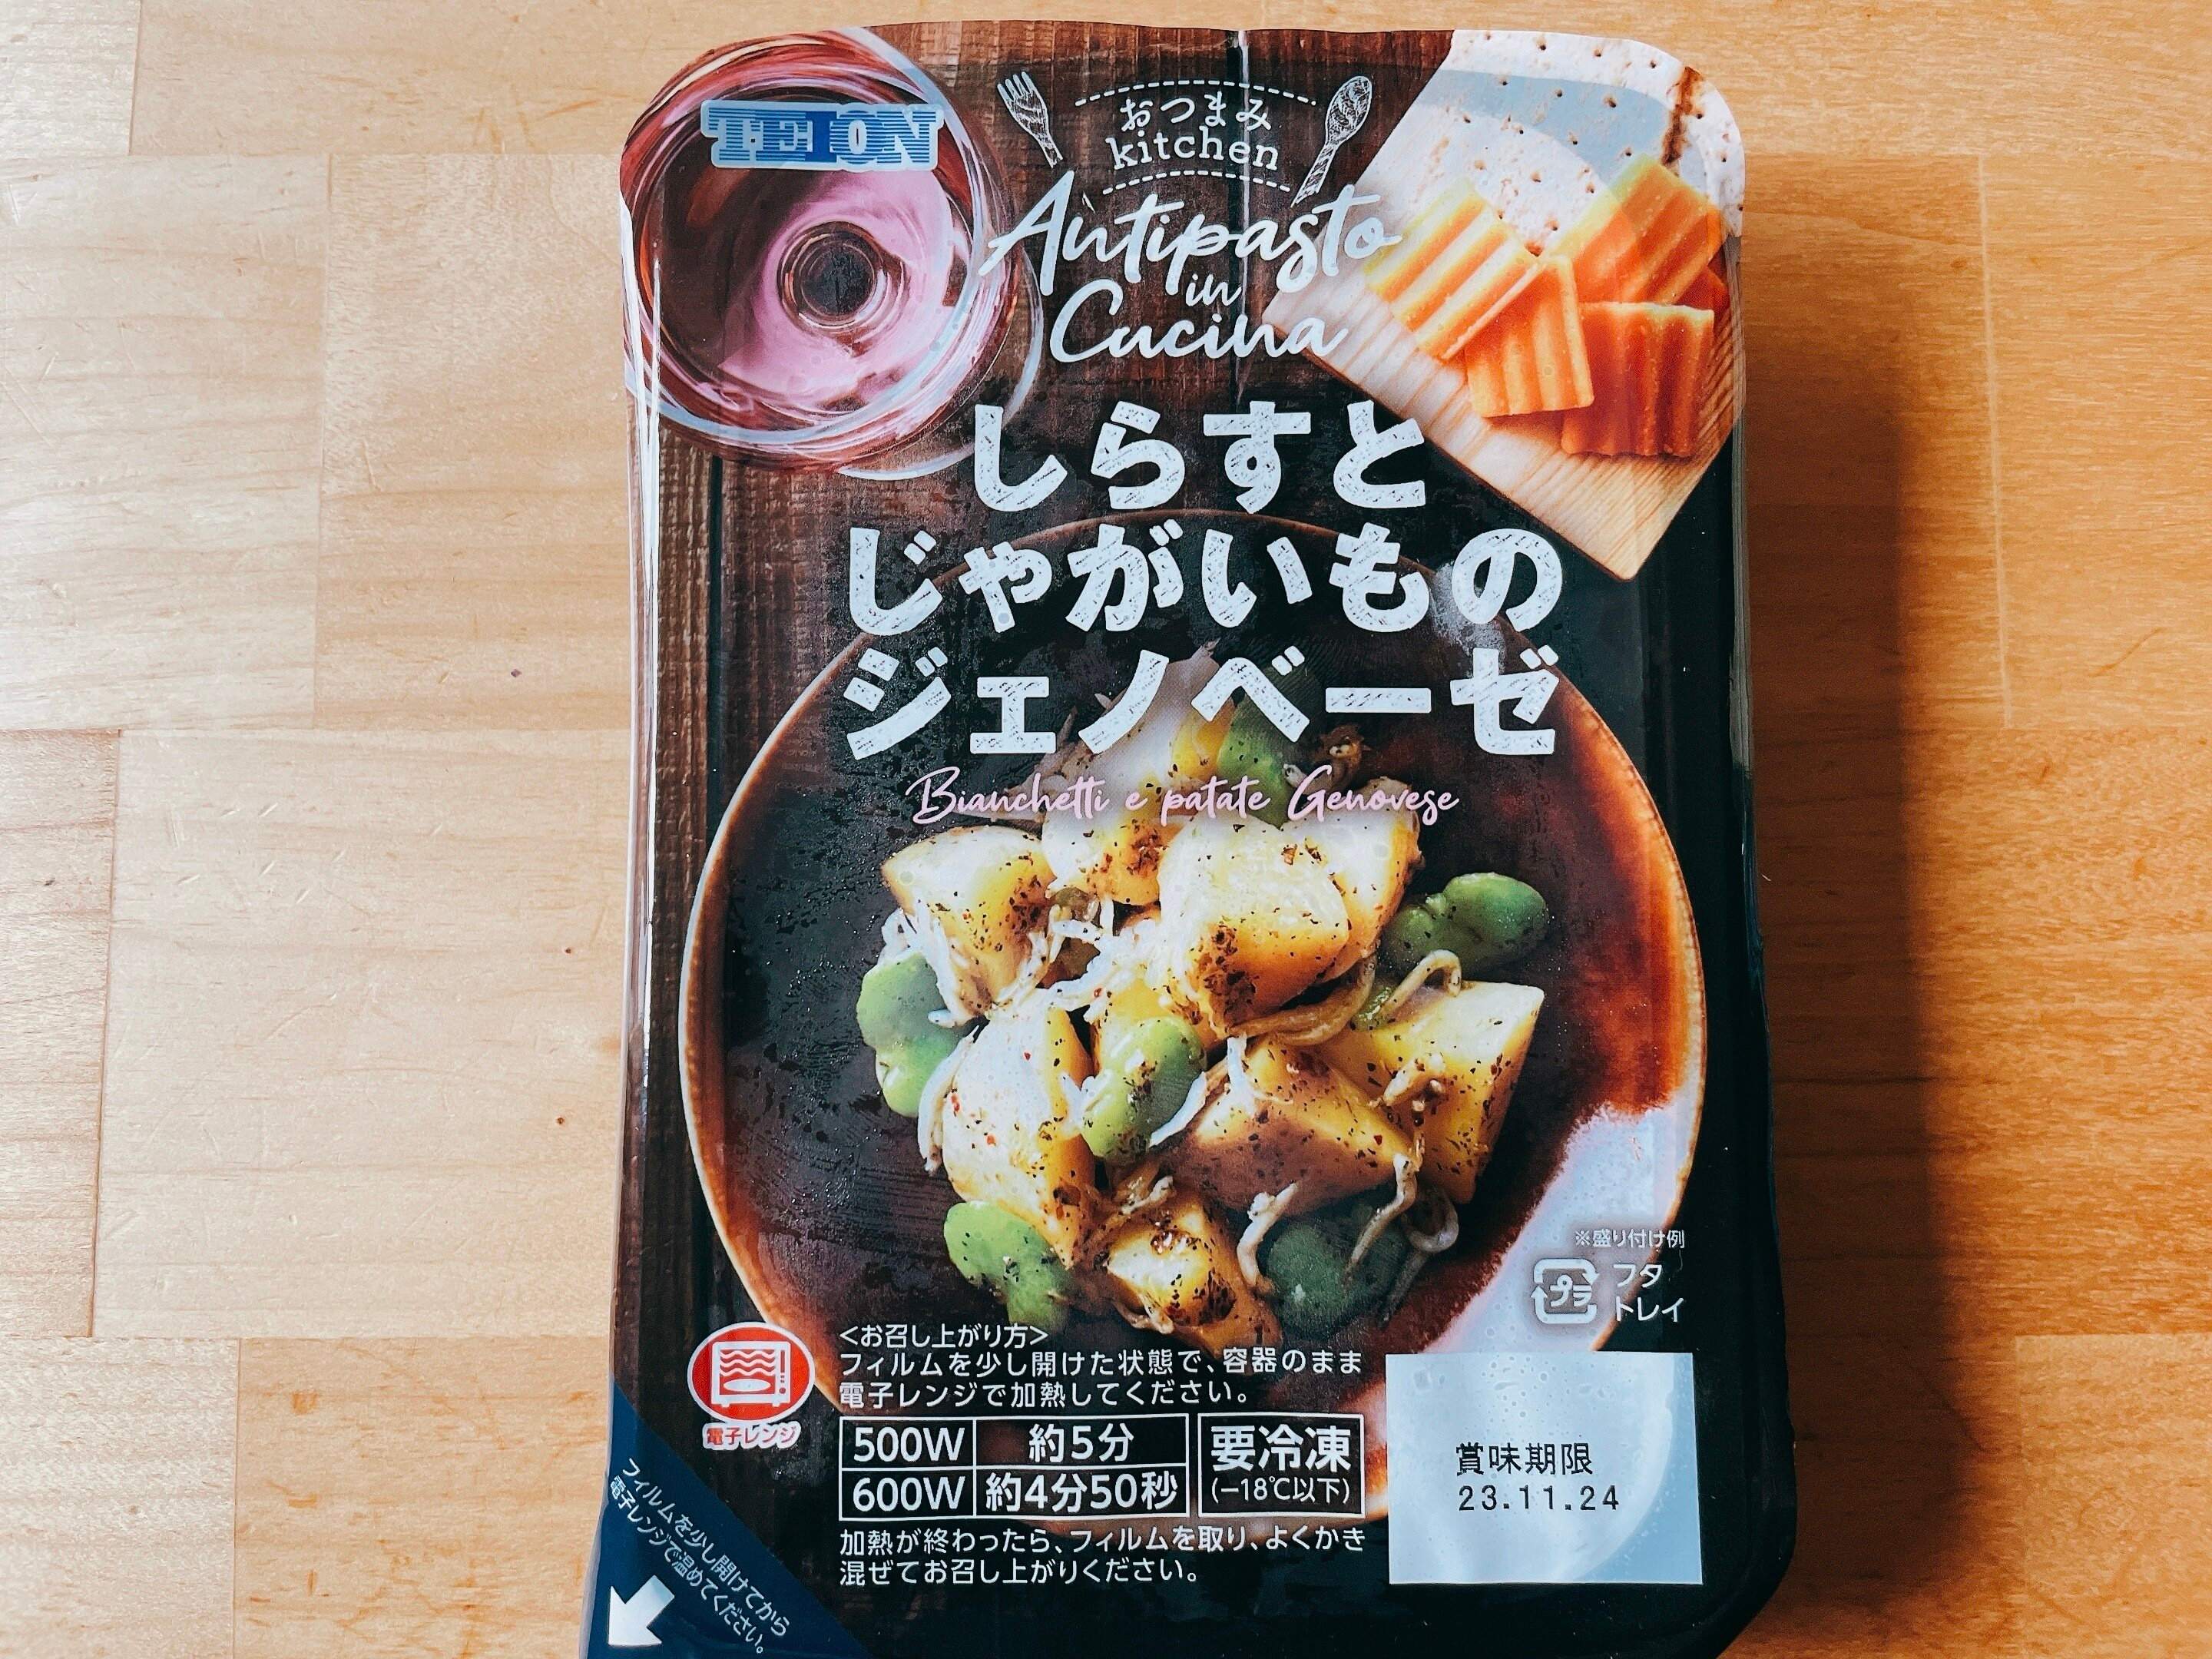 TEION
おつまみ
kitchen
Antipasto
in
Cucina
しらすと
じゃがいもの
ジェノベーゼ
Bianchetti e patate Genovese
※盛り付け例
プラ
フタ
トレイ
電子レンジ
<お召し上がり方>
フィルムを少し開けた状態で、容器のまま
電子レンジで加熱してください。
500W 約5分
600W 約4分50秒
要冷凍
(−18℃以下)
加熱が終わったら、フィルムを取り、よくかき
混ぜてお召し上がりください。
賞味期限
23.11.24
フィルムを少し開けてから
電子レンジで温めてください。